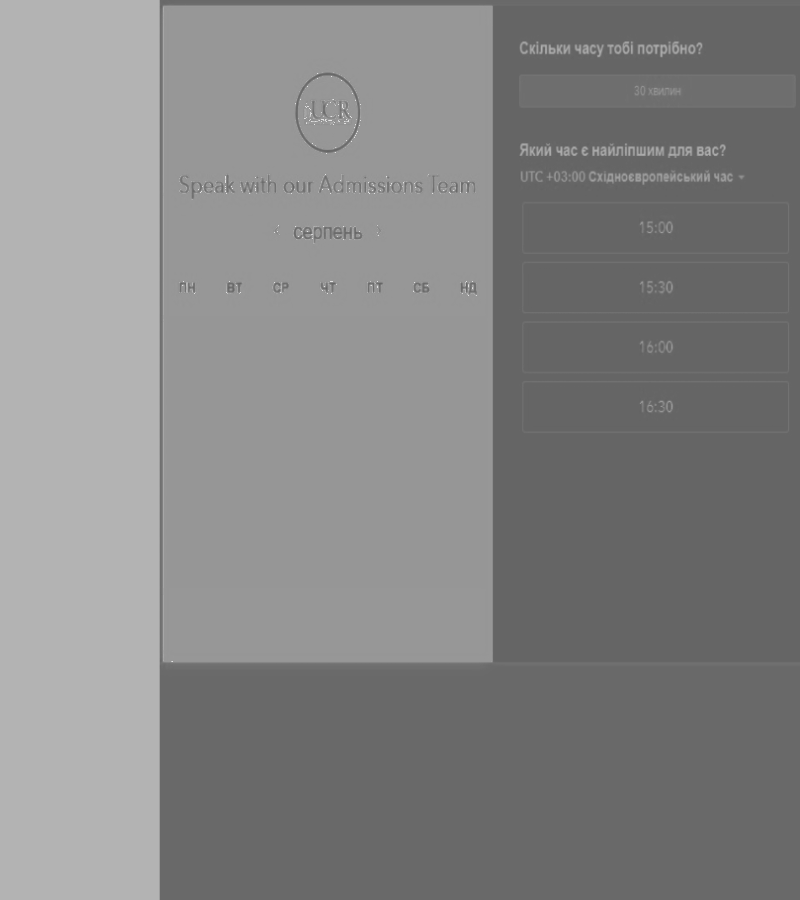 UCR
Speak with our Admissions Team
серпень
ПН ВТ СР ЧТ ПТ СБ НД
Скільки часу тобі потрібно?
30 хвилин
Який час є найліпшим для вас?
UTC +03:00 Східноєвропейський час
15:00
15:30
16:00
16:30